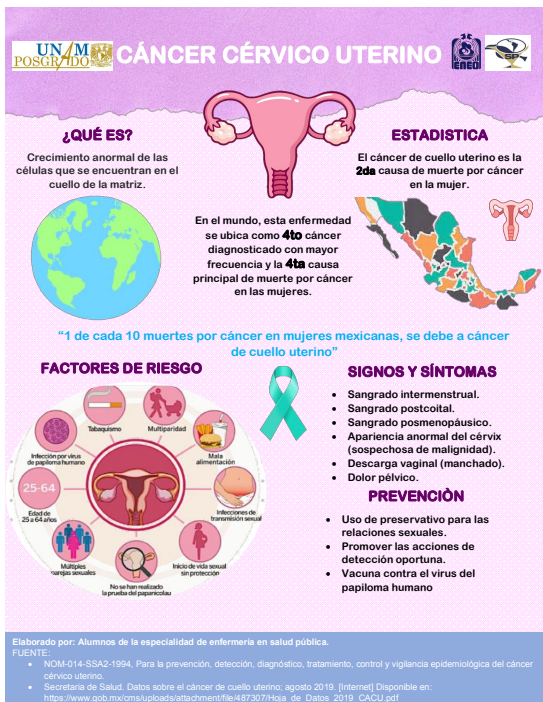 UNAM
POSGRADO
CÁNCER CÉRVICO UTERINO
ENEO
SP
¿QUÉ ES?
Crecimiento anormal de las
células que se encuentran en el
cuello de la matriz.
ESTADISTICA
El cáncer de cuello uterino es la
2da causa de muerte por cáncer
en la mujer.
En el mundo, esta enfermedad
se ubica como 4to cáncer
diagnosticado con mayor
frecuencia y la 4ta causa
principal de muerte por cáncer
en las mujeres.
“1 de cada 10 muertes por cáncer en mujeres mexicanas, se debe a cáncer
de cuello uterino”
FACTORES DE RIESGO
Tabaquismo
Multiparidad
Infección por virus
de papiloma humano
Mala
alimentación
25-64
Edad de
25 a 64 años
Infecciones de
transmisión sexual
Múltiples
parejas sexuales
No se han realizado
la prueba del papanicolau
Inicio de vida sexual
sin protección
SIGNOS Y SÍNTOMAS
• Sangrado intermenstrual.
• Sangrado postcoital.
• Sangrado posmenopáusico.
• Apariencia anormal del cérvix
(sospechosa de malignidad).
• Descarga vaginal (manchado).
• Dolor pélvico.
PREVENCIÒN
• Uso de preservativo para las
relaciones sexuales.
• Promover las acciones de
detección oportuna.
• Vacuna contra el virus del
papiloma humano
Elaborado por: Alumnos de la especialidad de enfermería en salud pública.
FUENTE:
• NOM-014-SSA2-1994, Para la prevención, detección, diagnóstico, tratamiento, control y vigilancia epidemiológica del cáncer
cérvico uterino.
• Secretaria de Salud. Datos sobre el cáncer de cuello uterino; agosto 2019. [Internet] Disponible en:
https://www.gob.mx/cms/uploads/attachment/file/487307/Hoja_de_Datos_2019_CACU.pdf